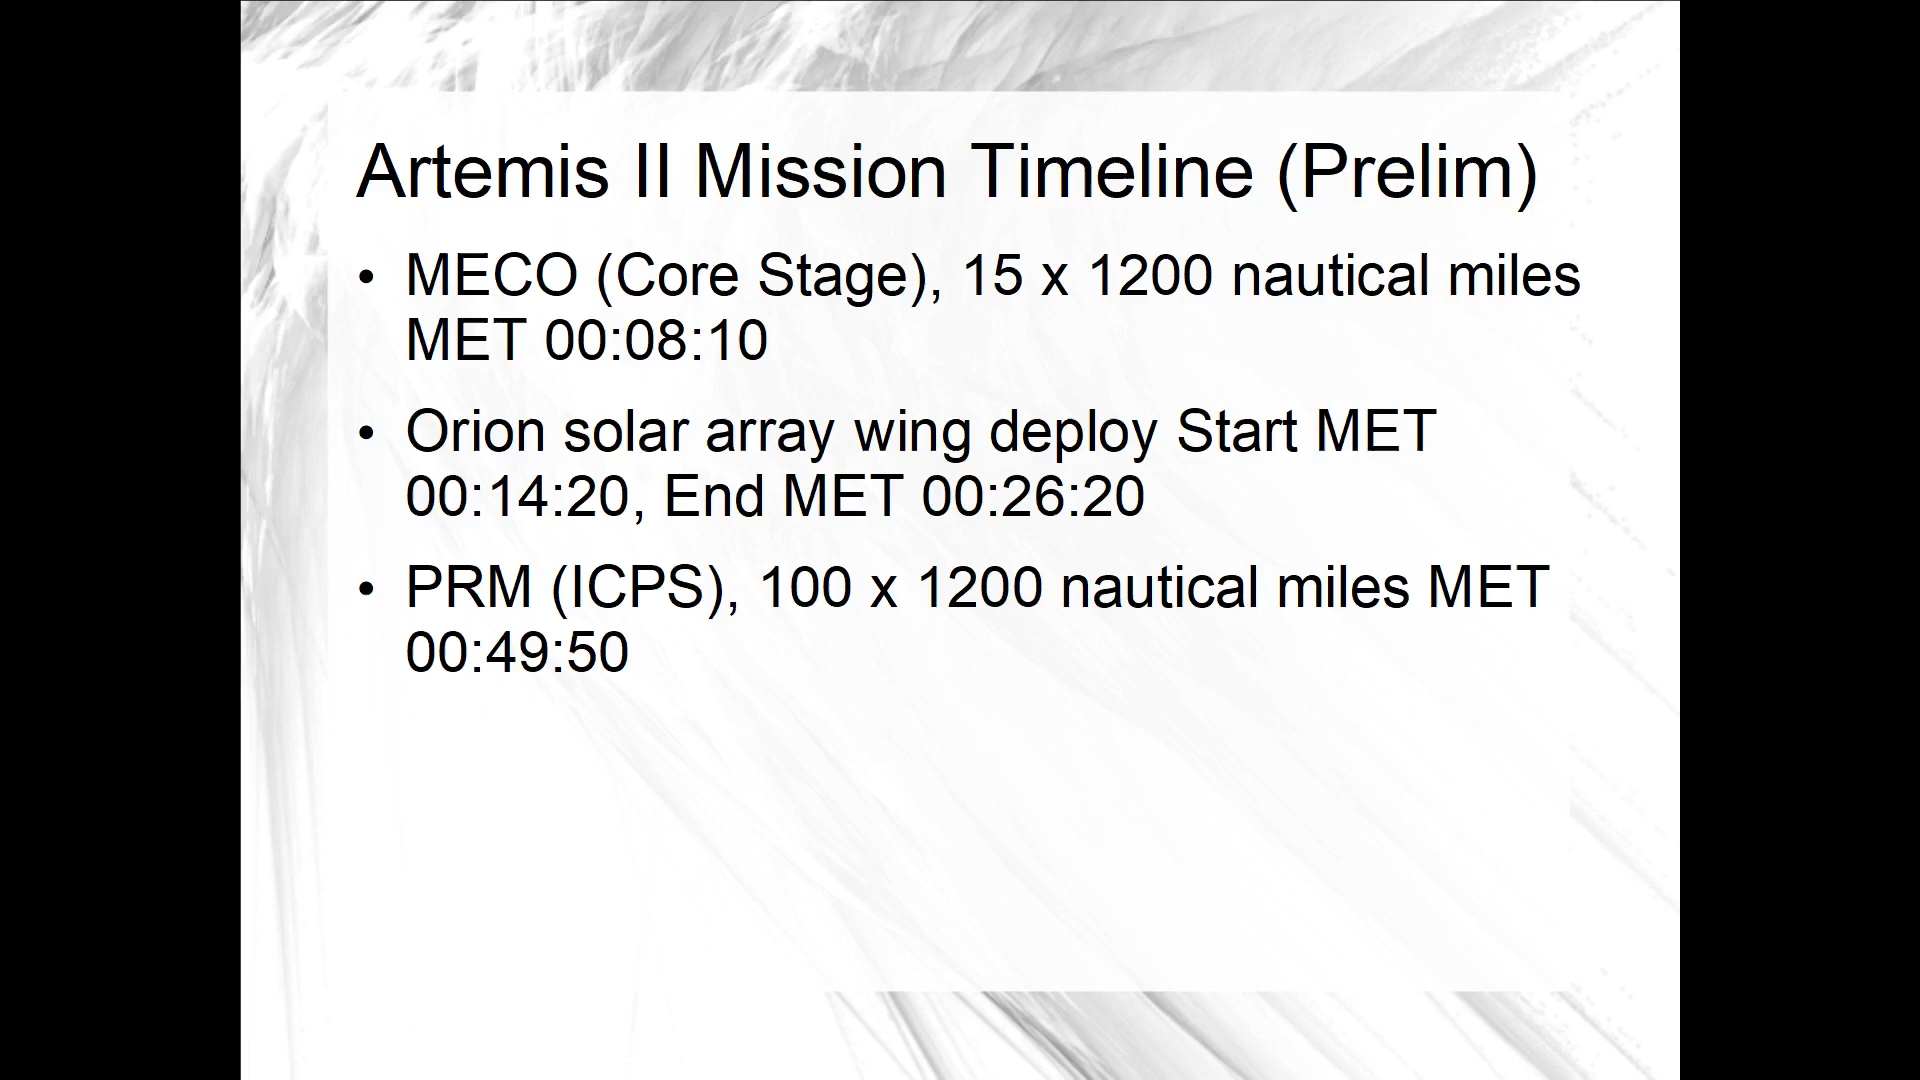 Artemis II Mission Timeline (Prelim)
• MECO (Core Stage), 15 x 1200 nautical miles
MET 00:08:10
• Orion solar array wing deploy Start MET
00:14:20, End MET 00:26:20
• PRM (ICPS), 100 x 1200 nautical miles MET
00:49:50